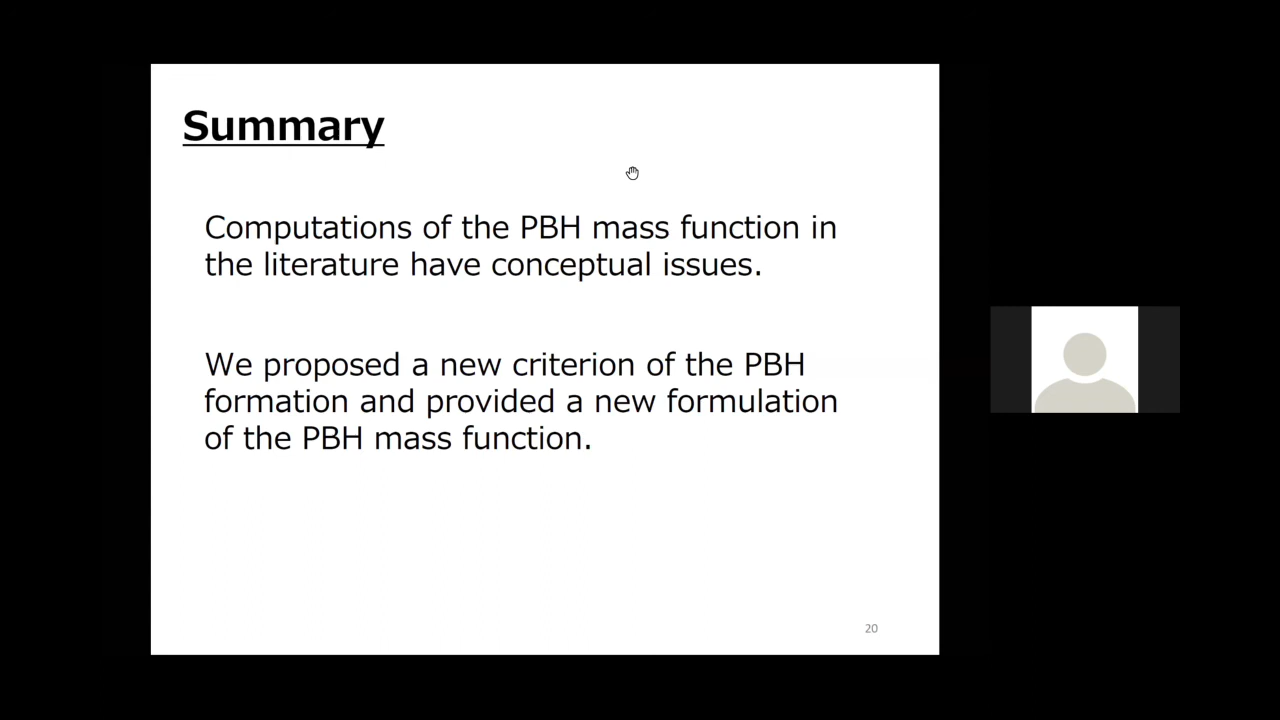 Summary
Computations of the PBH mass function in
the literature have conceptual issues.
We proposed a new criterion of the PBH
formation and provided a new formulation
of the PBH mass function.
20